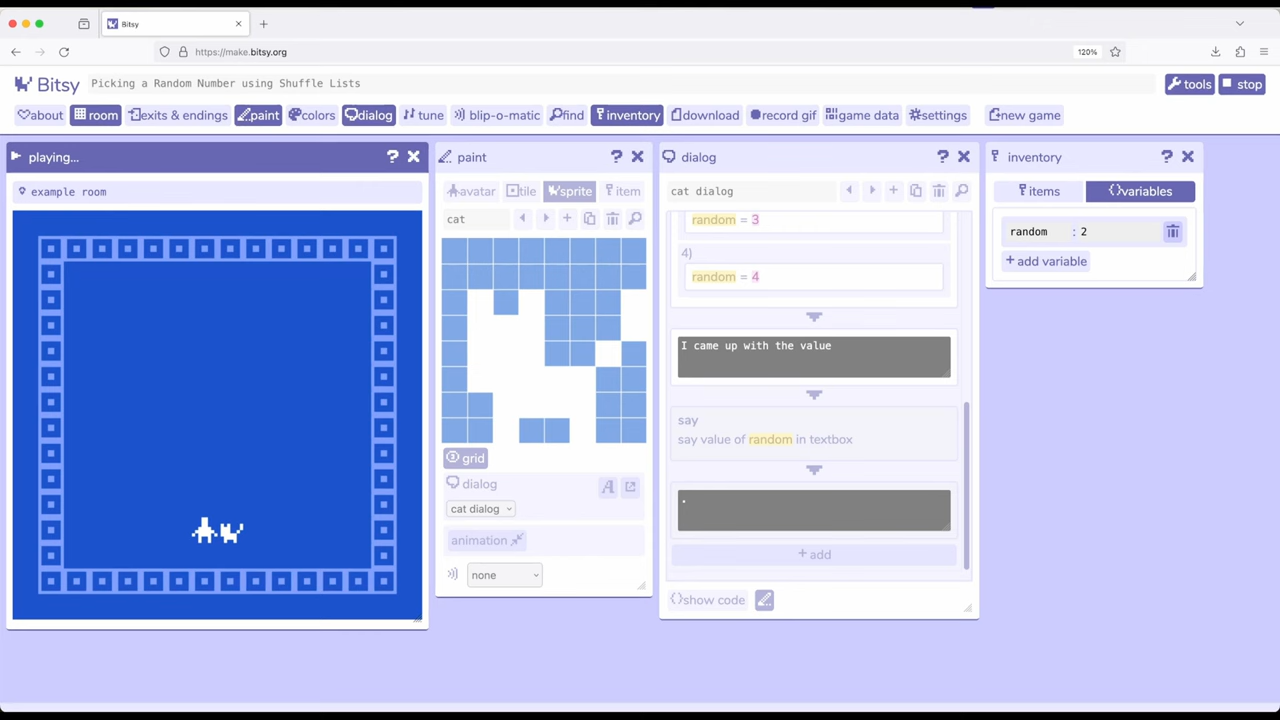 Bitsy
https://make.bitsy.org
120%
Bitsy
Picking a Random Number using Shuffle Lists
tools
stop
about
room
exits & endings
paint
colors
dialog
tune
blip-o-matic
find
inventory
download
record gif
game data
settings
new game
playing...
?
example room
paint
?
avatar
tile
sprite
item
cat
grid
dialog
A
cat dialog
animation
none
dialog
?
cat dialog
random = 3
4)
random = 4
I came up with the value
say
say value of random in textbox
.
+ add
{}show code
inventory
?
items
{}variables
random : 2
+ add variable